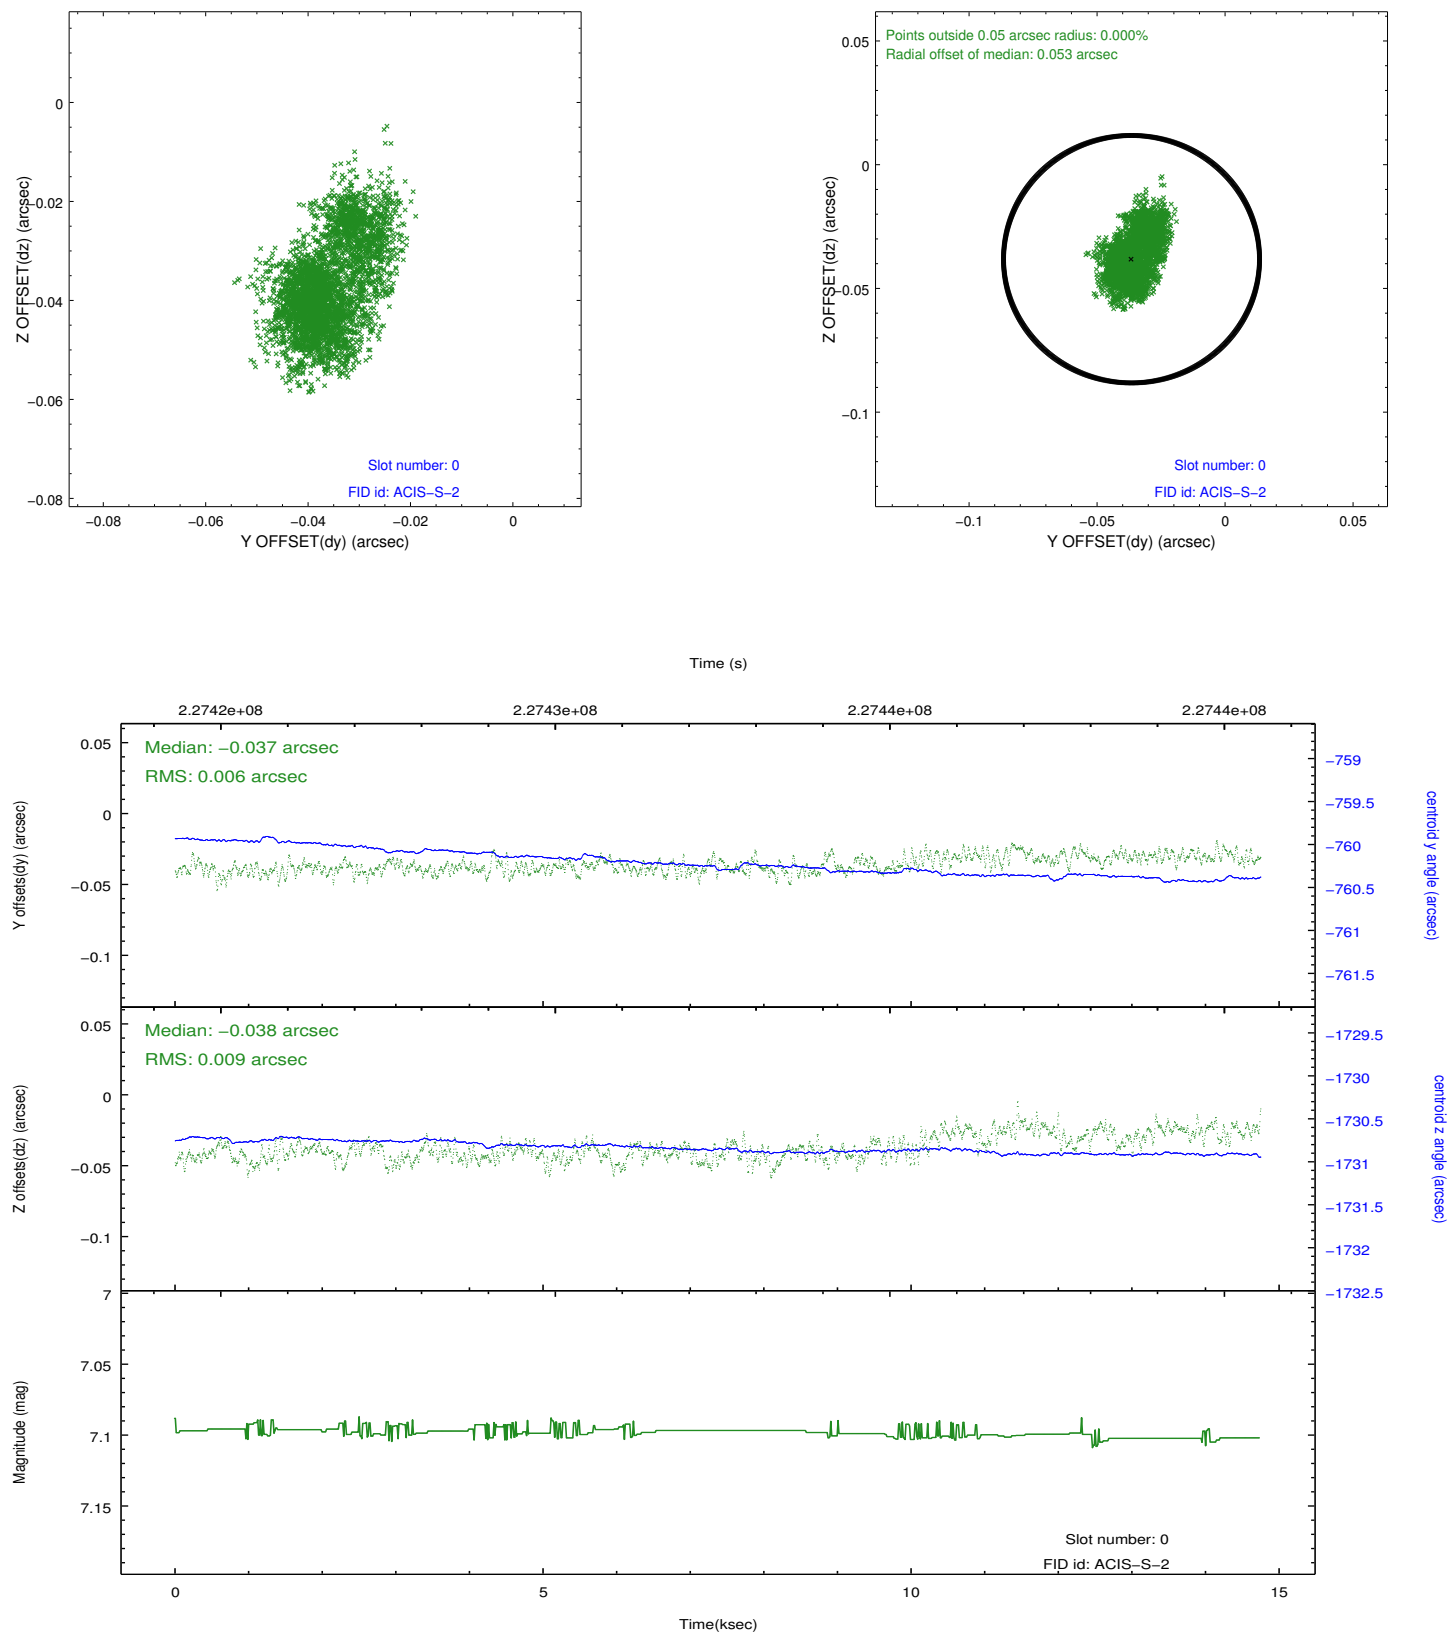 0
−0.02
−0.04
−0.06
−0.08
Z OFFSET(dz) (arcsec)
−0.08
−0.06
−0.04
−0.02
0
Y OFFSET(dy) (arcsec)
Slot number: 0
FID id: ACIS−S−2
Points outside 0.05 arcsec radius: 0.000%
Radial offset of median: 0.053 arcsec
0.05
0
−0.05
−0.1
Z OFFSET(dz) (arcsec)
−0.1
−0.05
0
0.05
Y OFFSET(dy) (arcsec)
Slot number: 0
FID id: ACIS−S−2
Time (s)
2.2742e+08
2.2743e+08
2.2744e+08
2.2744e+08
Median: −0.037 arcsec
RMS: 0.006 arcsec
0.05
0
−0.05
−0.1
Y offsets(dy) (arcsec)
−759
−759.5
−760
−760.5
−761
−761.5
centroid y angle (arcsec)
Median: −0.038 arcsec
RMS: 0.009 arcsec
0.05
0
−0.05
−0.1
Z offsets(dz) (arcsec)
−1729.5
−1730
−1730.5
−1731
−1731.5
−1732
−1732.5
centroid z angle (arcsec)
7
7.05
7.1
7.15
Magnitude (mag)
Slot number: 0
FID id: ACIS−S−2
0
5
10
15
Time(ksec)